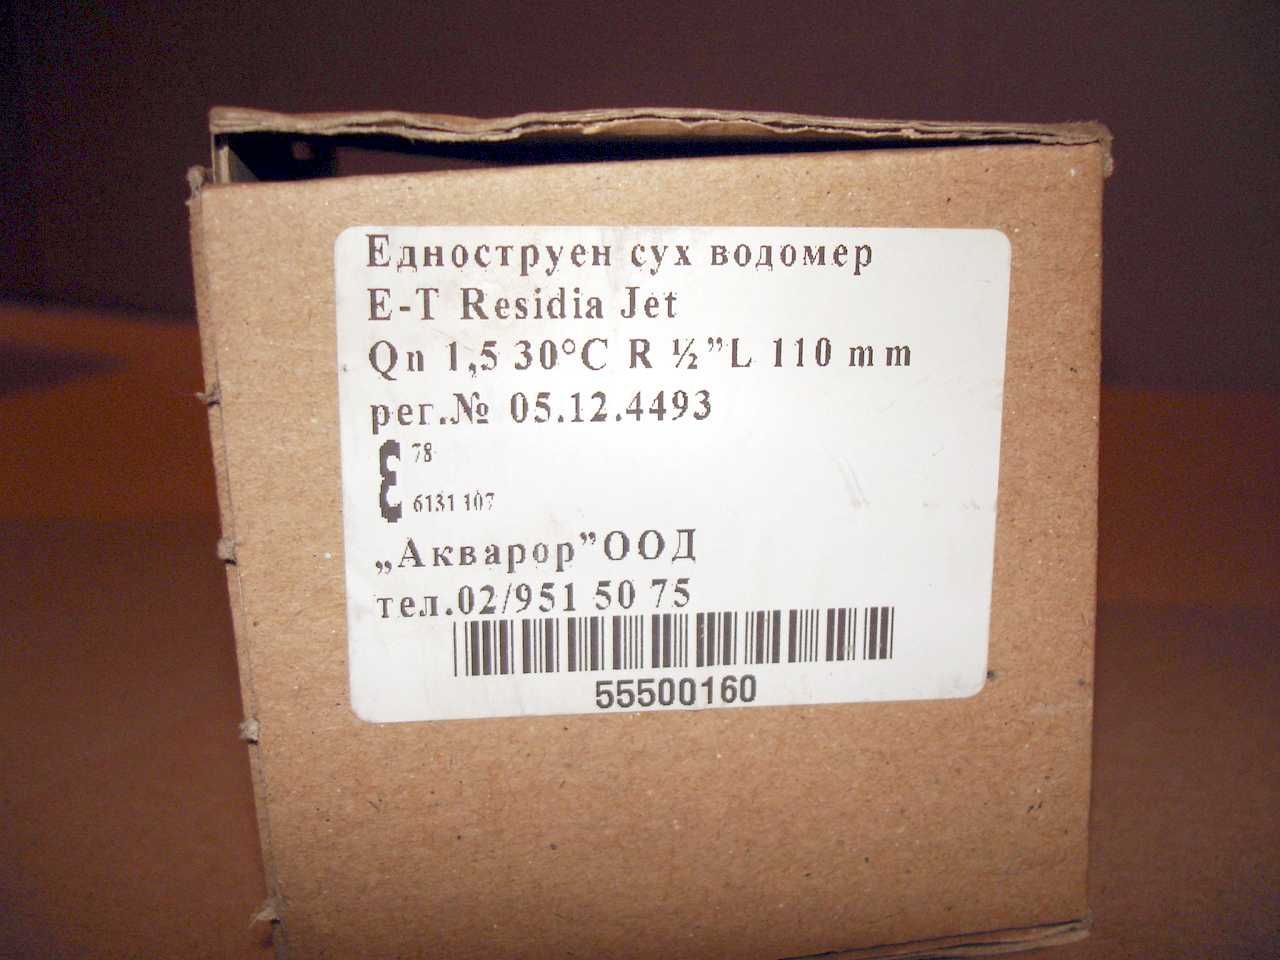 Едноструен сух водомер
E-T Residia Jet
Qn 1,5 30°C R ½”L 110 mm
рег.№ 05.12.4493
ε 78
6131 107
„Акварор”ООД
тел.02/951 50 75
55500160